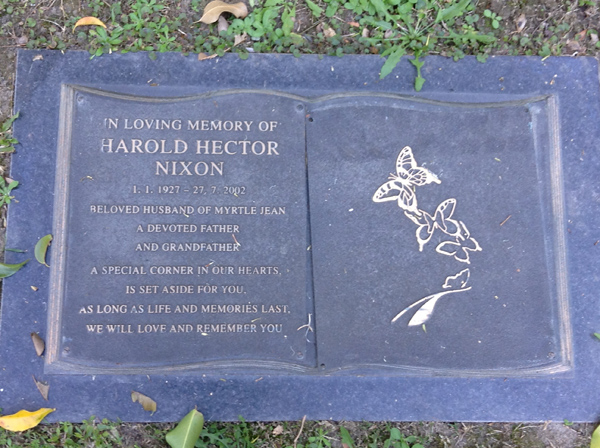 IN LOVING MEMORY OF
HAROLD HECTOR
NIXON
1. 1. 1927 – 27. 7. 2002
BELOVED HUSBAND OF MYRTLE JEAN
A DEVOTED FATHER
AND GRANDFATHER
A SPECIAL CORNER IN OUR HEARTS,
IS SET ASIDE FOR YOU,
AS LONG AS LIFE AND MEMORIES LAST,
WE WILL LOVE AND REMEMBER YOU